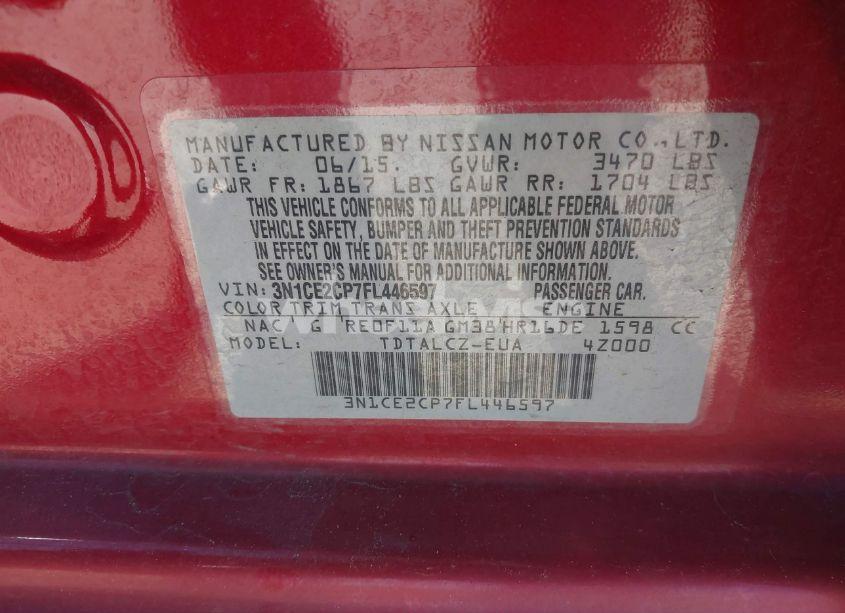 MANUFACTURED BY NISSAN MOTOR CO.,LTD.
DATE: 06/15. GVWR: 3470 LBS
GAWR FR: 1867 LBS GAWR RR: 1704 LBS
THIS VEHICLE CONFORMS TO ALL APPLICABLE FEDERAL MOTOR
VEHICLE SAFETY, BUMPER AND THEFT PREVENTION STANDARDS
IN EFFECT ON THE DATE OF MANUFACTURE SHOWN ABOVE.
SEE OWNER'S MANUAL FOR ADDITIONAL INFORMATION.
VIN: 3N1CE2CP7FL446597 PASSENGER CAR.
COLOR TRIM TRANS AXLE ENGINE
NAC G RE0F11A GM38 HR16DE 1598 CC
MODEL: TDTALCZ-EUA 4Z000
3N1CE2CP7FL446597